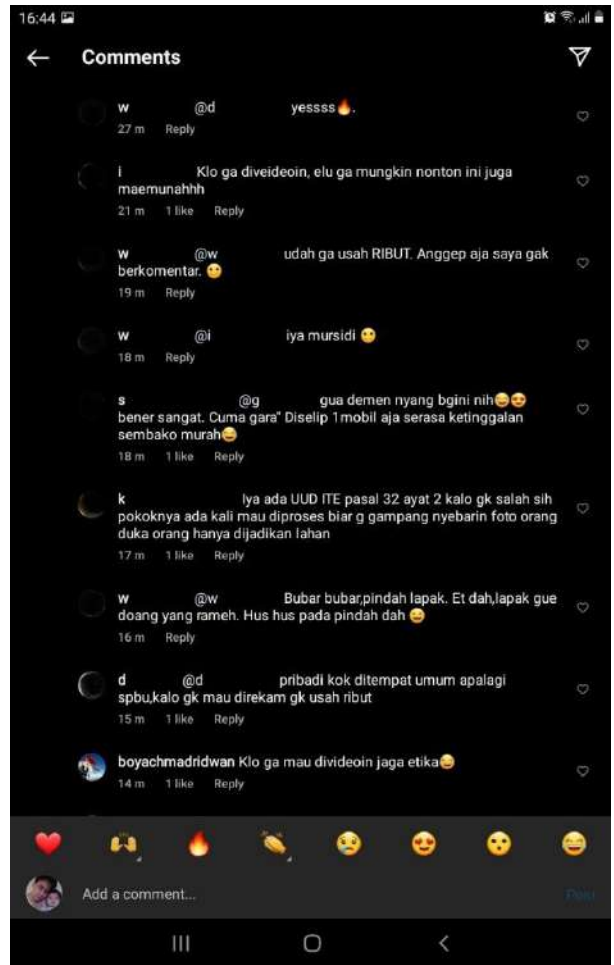 16:44
Comments
w @d yessss🔥.
27 m Reply
i Klo ga diveideoin, elu ga mungkin nonton ini juga
maemunahhh
21 m 1 like Reply
w @w udah ga usah RIBUT. Anggep aja saya gak
berkomentar. 🙂
19 m Reply
w @i iya mursidi 🙂
18 m Reply
s @g gua demen nyang bgini nih😂😍
bener sangat. Cuma gara" Diselip 1mobil aja serasa ketinggalan
sembako murah😂
18 m 1 like Reply
k Iya ada UUD ITE pasal 32 ayat 2 kalo gk salah sih
pokoknya ada kali mau diproses biar g gampang nyebarin foto orang
duka orang hanya dijadikan lahan
17 m 1 like Reply
w @w Bubar bubar,pindah lapak. Et dah,lapak gue
doang yang rameh. Hus hus pada pindah dah 😄
16 m Reply
d @d pribadi kok ditempat umum apalagi
spbu,kalo gk mau direkam gk usah ribut
15 m 1 like Reply
boyachmadridwan Klo ga mau divideoin jaga etika😂
14 m 1 like Reply
Add a comment...